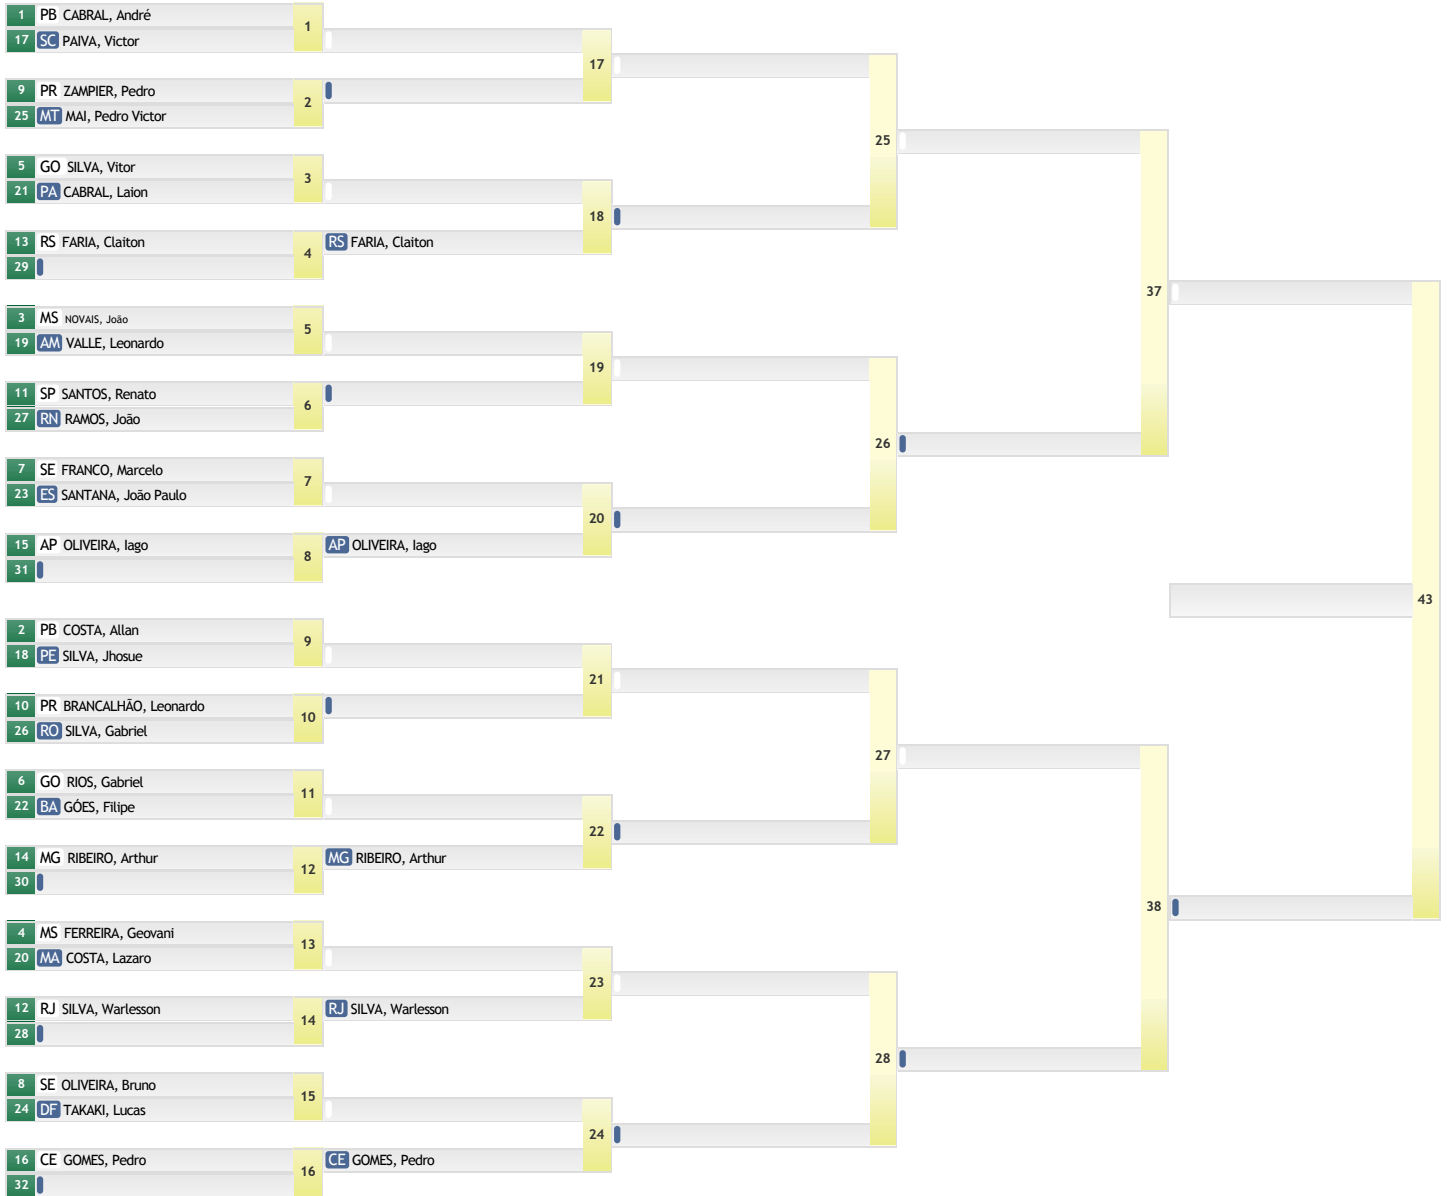 1 PB CABRAL, André
1
17 SC PAIVA, Victor
17
9 PR ZAMPIER, Pedro
2
25 MT MAI, Pedro Victor
25
5 GO SILVA, Vitor
3
21 PA CABRAL, Laion
18
13 RS FARIA, Claiton
4
RS FARIA, Claiton
29
37
3 MS NOVAIS, João
5
19 AM VALLE, Leonardo
19
11 SP SANTOS, Renato
6
27 RN RAMOS, João
26
7 SE FRANCO, Marcelo
7
23 ES SANTANA, João Paulo
20
15 AP OLIVEIRA, Iago
8
AP OLIVEIRA, Iago
31
43
2 PB COSTA, Allan
9
18 PE SILVA, Jhosue
21
10 PR BRANCALHÃO, Leonardo
10
26 RO SILVA, Gabriel
27
6 GO RIOS, Gabriel
11
22 BA GÓES, Filipe
22
14 MG RIBEIRO, Arthur
12
MG RIBEIRO, Arthur
30
38
4 MS FERREIRA, Geovani
13
20 MA COSTA, Lazaro
23
12 RJ SILVA, Warlesson
14
RJ SILVA, Warlesson
28
28
8 SE OLIVEIRA, Bruno
15
24 DF TAKAKI, Lucas
24
16 CE GOMES, Pedro
16
CE GOMES, Pedro
32